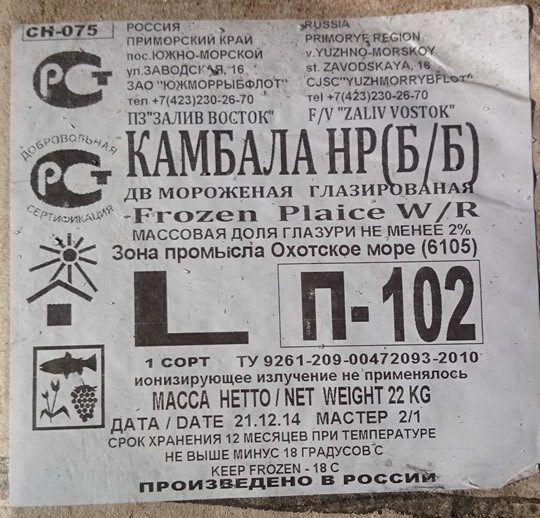 СН-075
РОССИЯ
ПРИМОРСКИЙ КРАЙ
пос.ЮЖНО-МОРСКОЙ
ул.ЗАВОДСКАЯ, 16
ЗАО "ЮЖМОРРЫБФЛОТ"
тел +7(423)230-26-70
ПЗ"ЗАЛИВ ВОСТОК"
RUSSIA
PRIMORYE REGION
v.YUZHNO-MORSKOY
st. ZAVODSKAYA, 16
CJSC"YUZHMORRYBFLOT"
tel +7(423)230-26-70
F/V "ZALIV VOSTOK"
РСТ
ДОБРОВОЛЬНАЯ
РСТ
СЕРТИФИКАЦИЯ
КАМБАЛА НР(Б/Б)
ДВ МОРОЖЕНАЯ ГЛАЗИРОВАНАЯ
Frozen Plaice W/R
МАССОВАЯ ДОЛЯ ГЛАЗУРИ НЕ МЕНЕЕ 2%
Зона промысла Охотское море (6105)
L
П-102
1 СОРТ ТУ 9261-209-00472093-2010
ионизирующее излучение не применялось
МАССА НЕТТО / NET WEIGHT 22 KG
ДАТА / DATE 21.12.14 МАСТЕР 2/1
СРОК ХРАНЕНИЯ 12 МЕСЯЦЕВ ПРИ ТЕМПЕРАТУРЕ
НЕ ВЫШЕ МИНУС 18 ГРАДУСОВ С
KEEP FROZEN - 18 C
ПРОИЗВЕДЕНО В РОССИИ